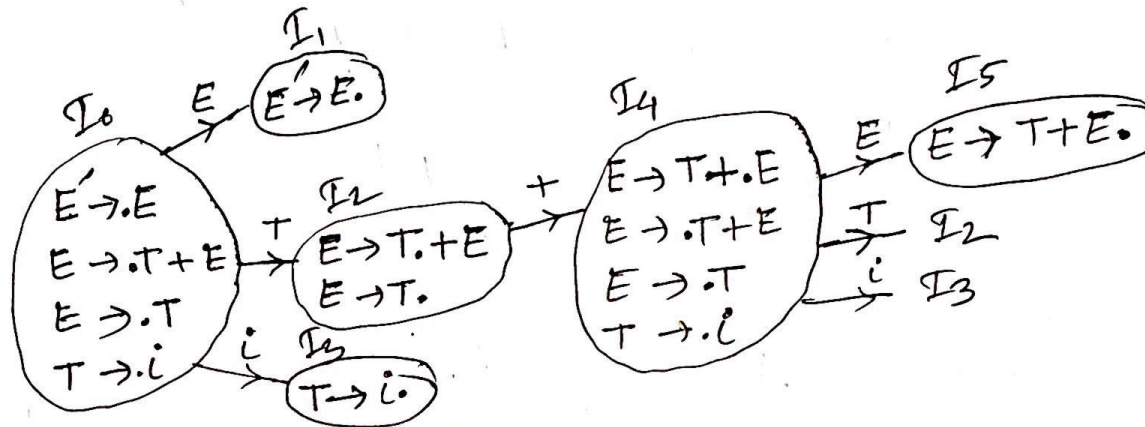 I0
E' → .E
E → .T + E
E → .T
T → .i
E
I1
E' → E.
T
I2
E → T. + E
E → T.
i
I3
T → i.
+
I4
E → T.+.E
E → .T+E
E → .T
T → .i
E
I5
E → T + E.
T
I2
i
I3